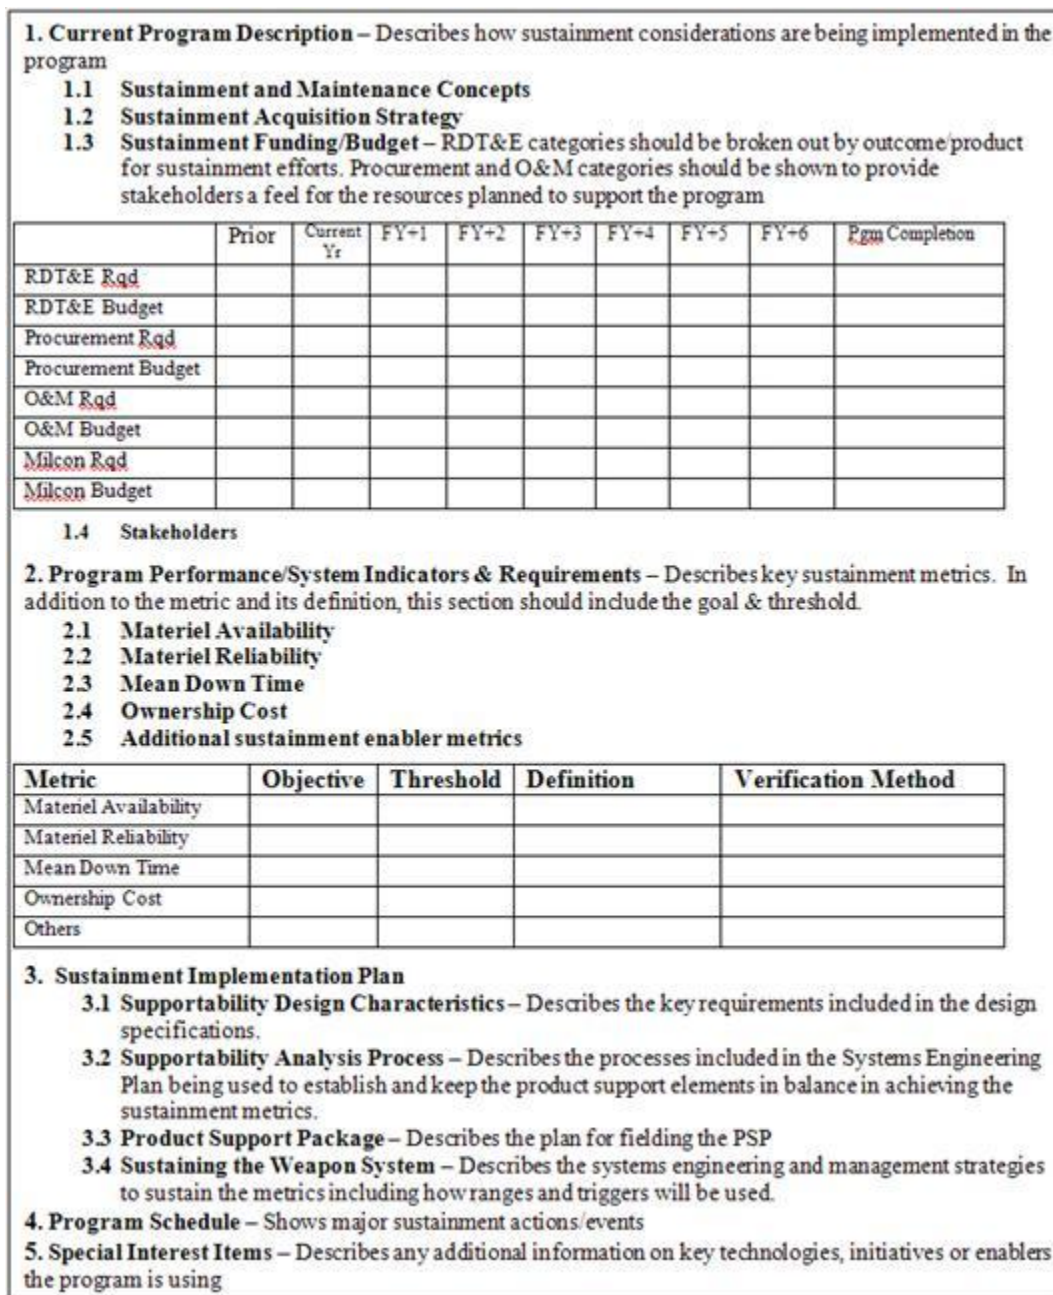 1. Current Program Description – Describes how sustainment considerations are being implemented in the
program
1.1 Sustainment and Maintenance Concepts
1.2 Sustainment Acquisition Strategy
1.3 Sustainment Funding/Budget – RDT&E categories should be broken out by outcome/product
for sustainment efforts. Procurement and O&M categories should be shown to provide
stakeholders a feel for the resources planned to support the program
Prior Current Yr FY+1 FY+2 FY+3 FY+4 FY+5 FY+6 Pgm Completion
RDT&E Rqd
RDT&E Budget
Procurement Rqd
Procurement Budget
O&M Rqd
O&M Budget
Milcon Rqd
Milcon Budget
1.4 Stakeholders
2. Program Performance/System Indicators & Requirements – Describes key sustainment metrics. In
addition to the metric and its definition, this section should include the goal & threshold.
2.1 Materiel Availability
2.2 Materiel Reliability
2.3 Mean Down Time
2.4 Ownership Cost
2.5 Additional sustainment enabler metrics
Metric Objective Threshold Definition Verification Method
Materiel Availability
Materiel Reliability
Mean Down Time
Ownership Cost
Others
3. Sustainment Implementation Plan
3.1 Supportability Design Characteristics – Describes the key requirements included in the design
specifications.
3.2 Supportability Analysis Process – Describes the processes included in the Systems Engineering
Plan being used to establish and keep the product support elements in balance in achieving the
sustainment metrics.
3.3 Product Support Package – Describes the plan for fielding the PSP
3.4 Sustaining the Weapon System – Describes the systems engineering and management strategies
to sustain the metrics including how ranges and triggers will be used.
4. Program Schedule – Shows major sustainment actions/events
5. Special Interest Items – Describes any additional information on key technologies, initiatives or enablers
the program is using